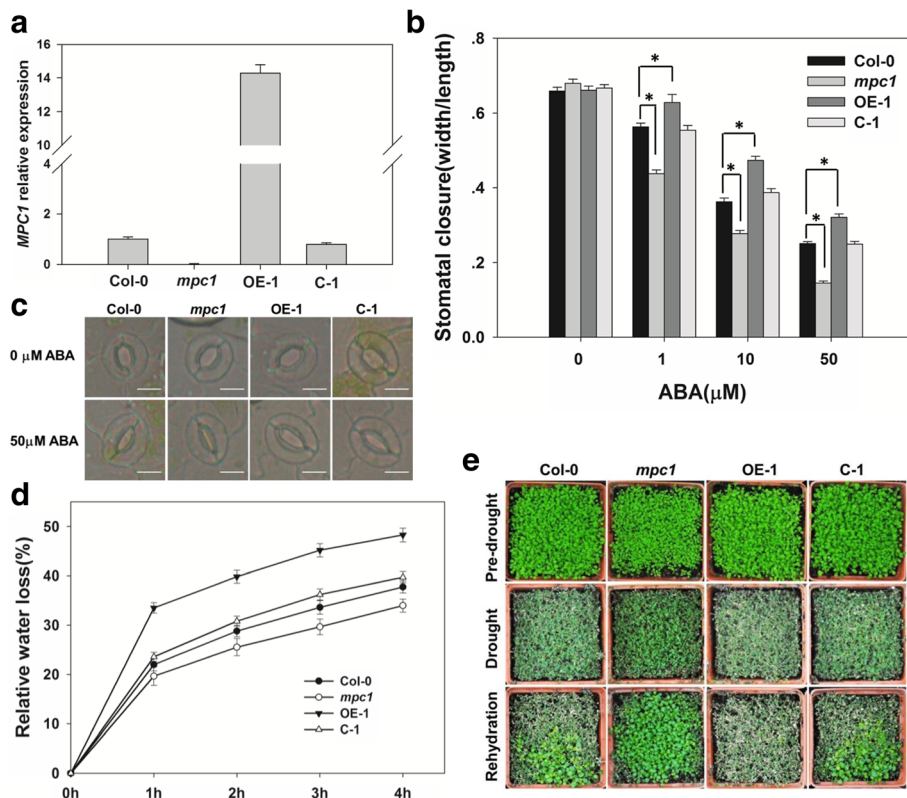 a
MPC1 relative expression
16
14
12
10
4
2
0
Col-0 mpc1 OE-1 C-1
b
Stomatal closure(width/length)
.8
.6
.4
.2
0.0
* * * * * *
Col-0
mpc1
OE-1
C-1
0 1 10 50
ABA(μM)
c
Col-0 mpc1 OE-1 C-1
0 μM ABA
50μM ABA
d
Relative water loss(%)
50
40
30
20
10
0
Col-0
mpc1
OE-1
C-1
0h 1h 2h 3h 4h
e
Col-0 mpc1 OE-1 C-1
Pre-drought
Drought
Rehydration